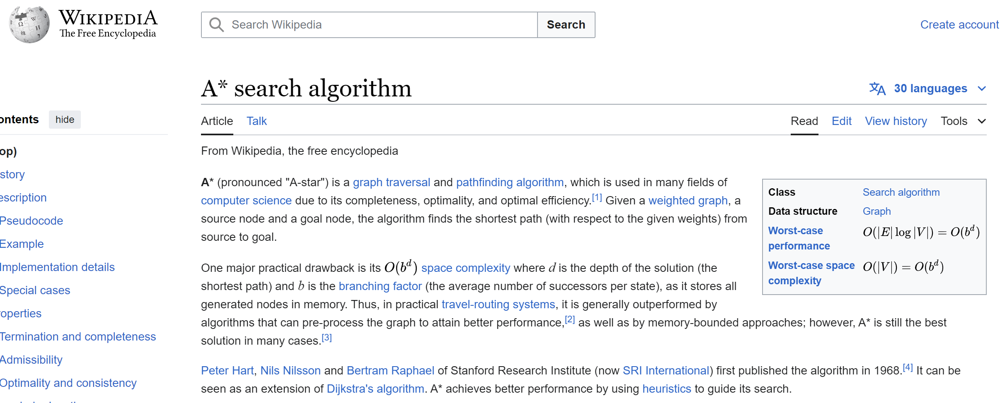 WIKIPEDIA
The Free Encyclopedia
Search Wikipedia
Search
Create account
ontents
hide
op)
story
escription
Pseudocode
Example
Implementation details
Special cases
operties
Termination and completeness
Admissibility
Optimality and consistency
A* search algorithm
30 languages
Article Talk
Read Edit View history Tools
From Wikipedia, the free encyclopedia
A* (pronounced "A-star") is a graph traversal and pathfinding algorithm, which is used in many fields of
computer science due to its completeness, optimality, and optimal efficiency.[1] Given a weighted graph, a
source node and a goal node, the algorithm finds the shortest path (with respect to the given weights) from
source to goal.
One major practical drawback is its O(b^d) space complexity where d is the depth of the solution (the
shortest path) and b is the branching factor (the average number of successors per state), as it stores all
generated nodes in memory. Thus, in practical travel-routing systems, it is generally outperformed by
algorithms that can pre-process the graph to attain better performance,[2] as well as by memory-bounded approaches; however, A* is still the best
solution in many cases.[3]
Peter Hart, Nils Nilsson and Bertram Raphael of Stanford Research Institute (now SRI International) first published the algorithm in 1968.[4] It can be
seen as an extension of Dijkstra's algorithm. A* achieves better performance by using heuristics to guide its search.
Class Search algorithm
Data structure Graph
Worst-case
performance
O(|E| log |V|) = O(b^d)
Worst-case space
complexity
O(|V|) = O(b^d)